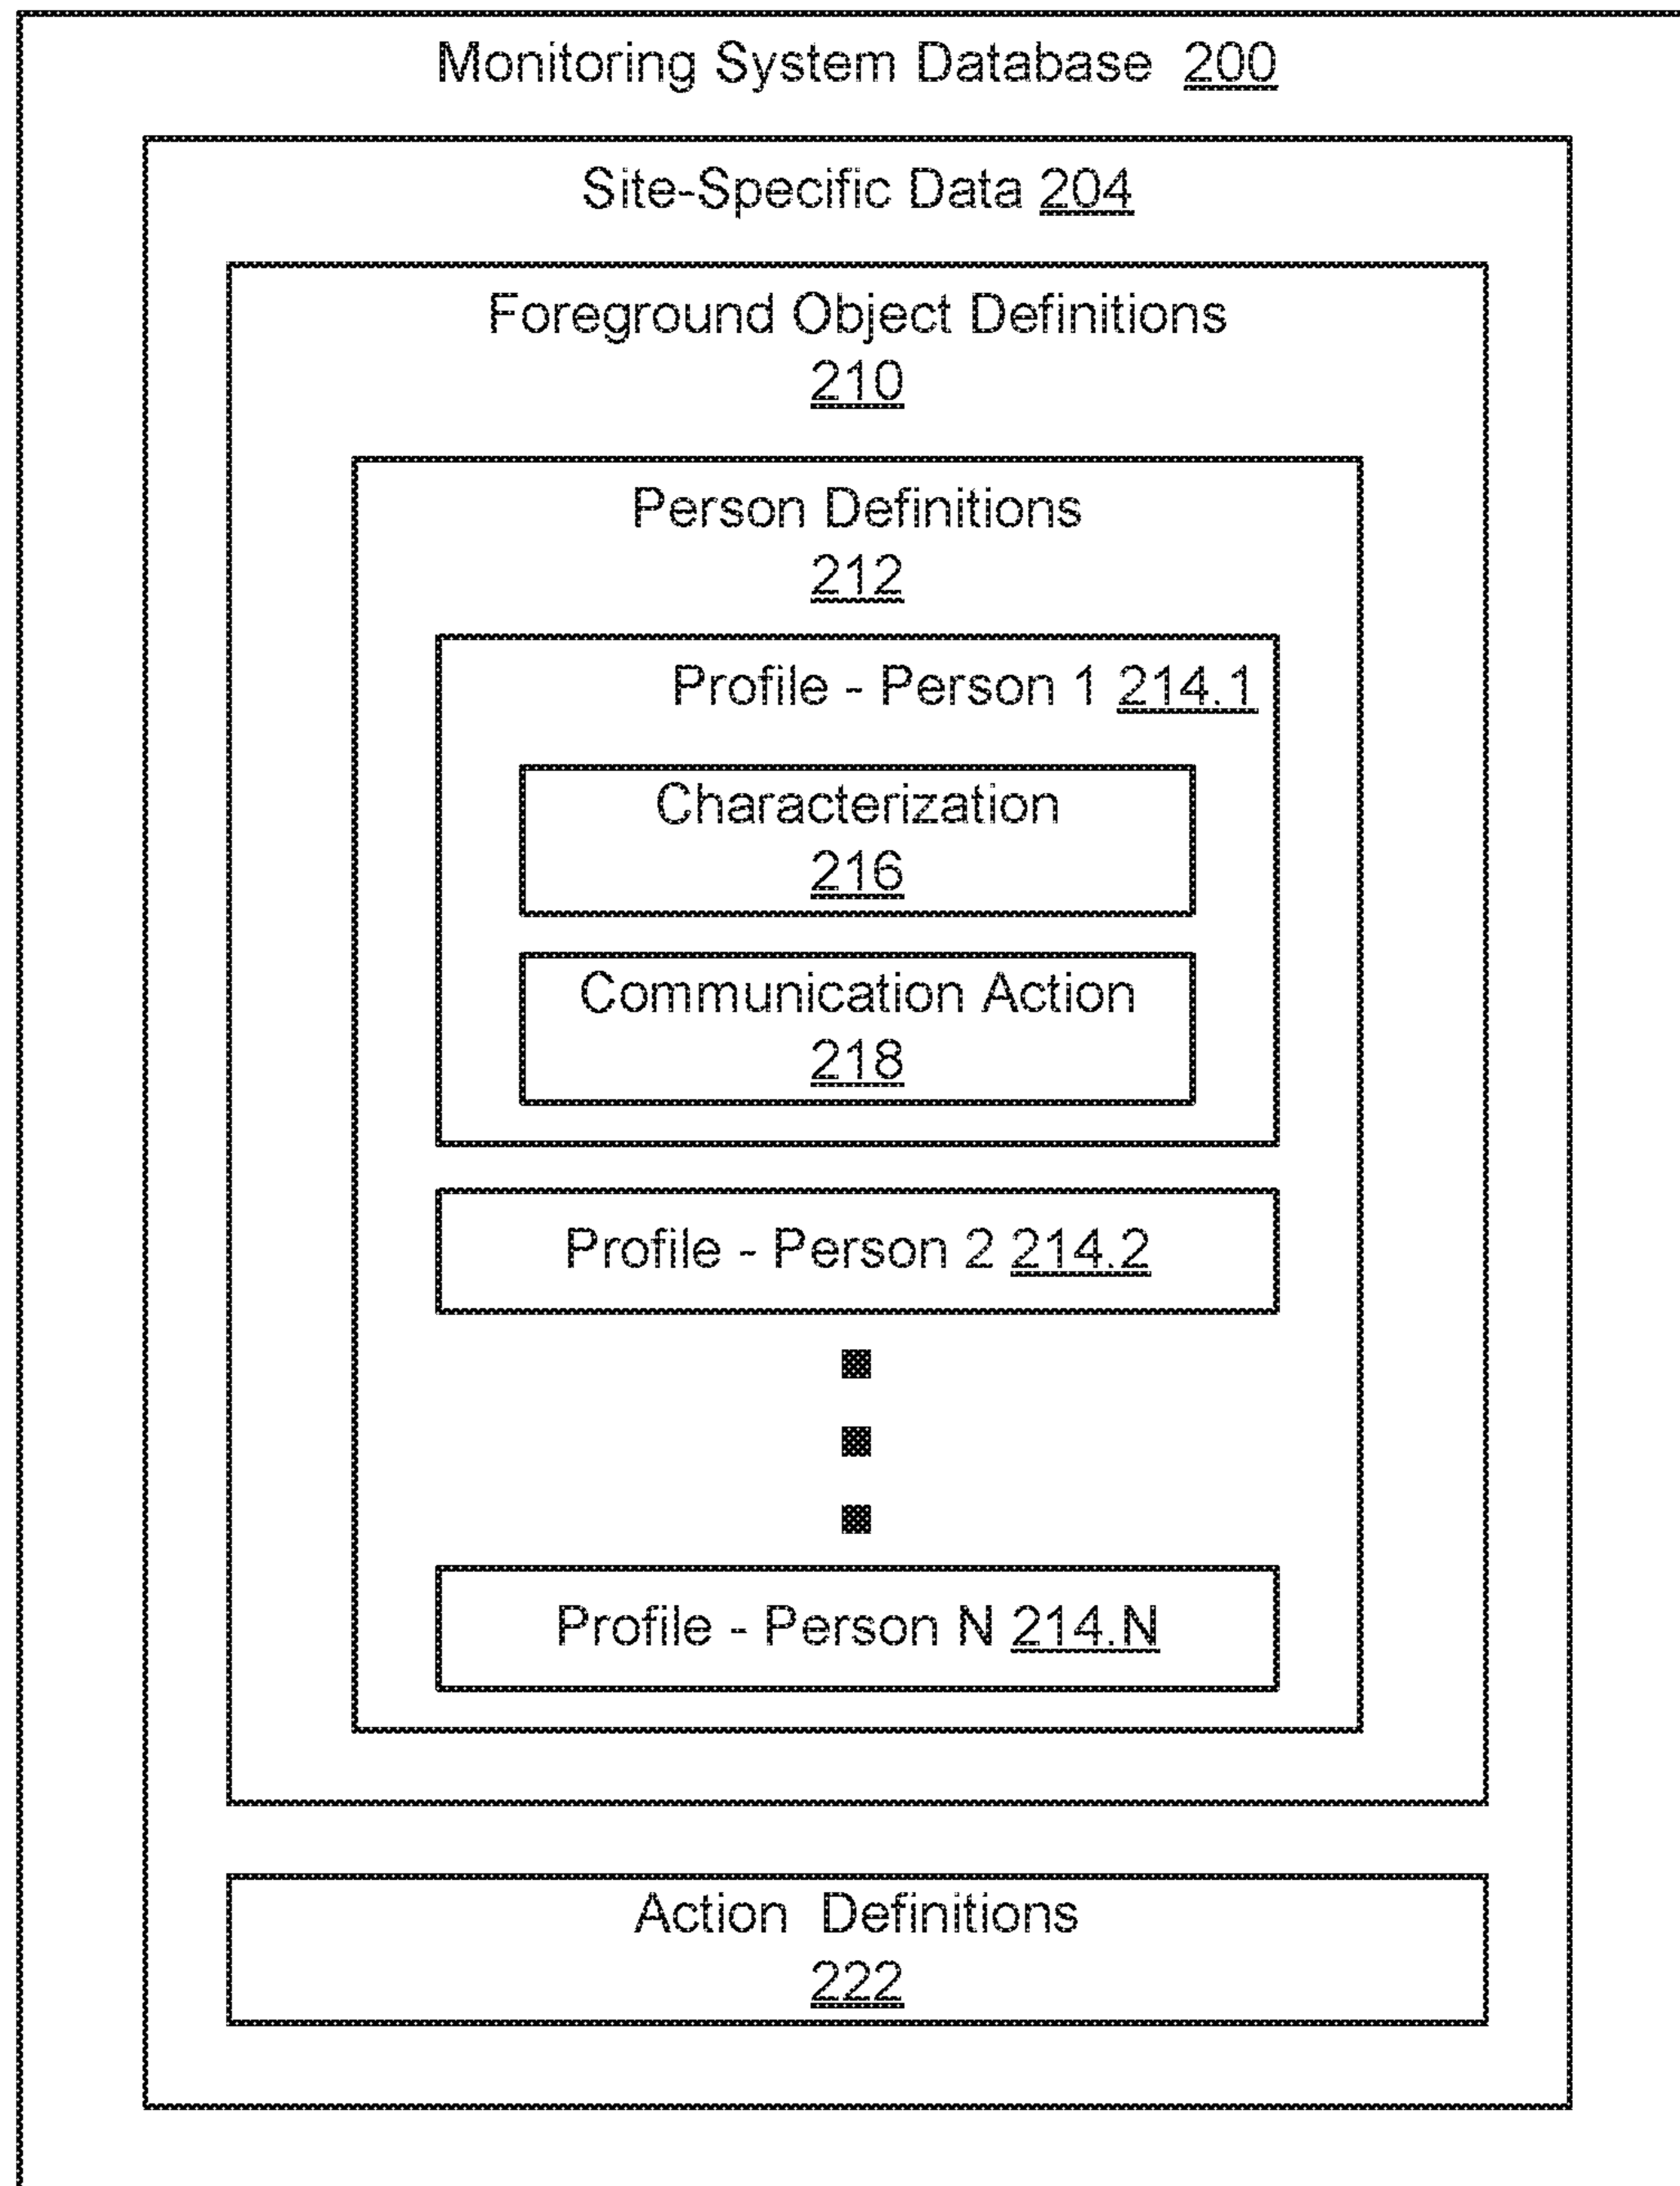 Monitoring System Database 200
Site-Specific Data 204
Foreground Object Definitions
210
Person Definitions
212
Profile - Person 1 214.1
Characterization
216
Communication Action
218
Profile - Person 2 214.2
Profile - Person N 214.N
Action Definitions
222